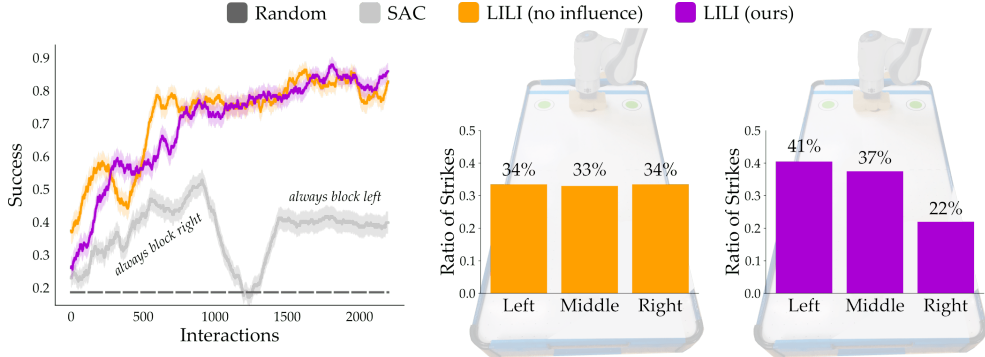 Random SAC LILI (no influence) LILI (ours)
Success
0.9
0.8
0.7
0.6
0.5
0.4
0.3
0.2
always block right
always block left
0 500 1000 1500 2000
Interactions
Ratio of Strikes
0.5
0.4
0.3
0.2
0.1
0.0
34% 33% 34%
Left Middle Right
Ratio of Strikes
0.5
0.4
0.3
0.2
0.1
0.0
41%
37%
22%
Left Middle Right